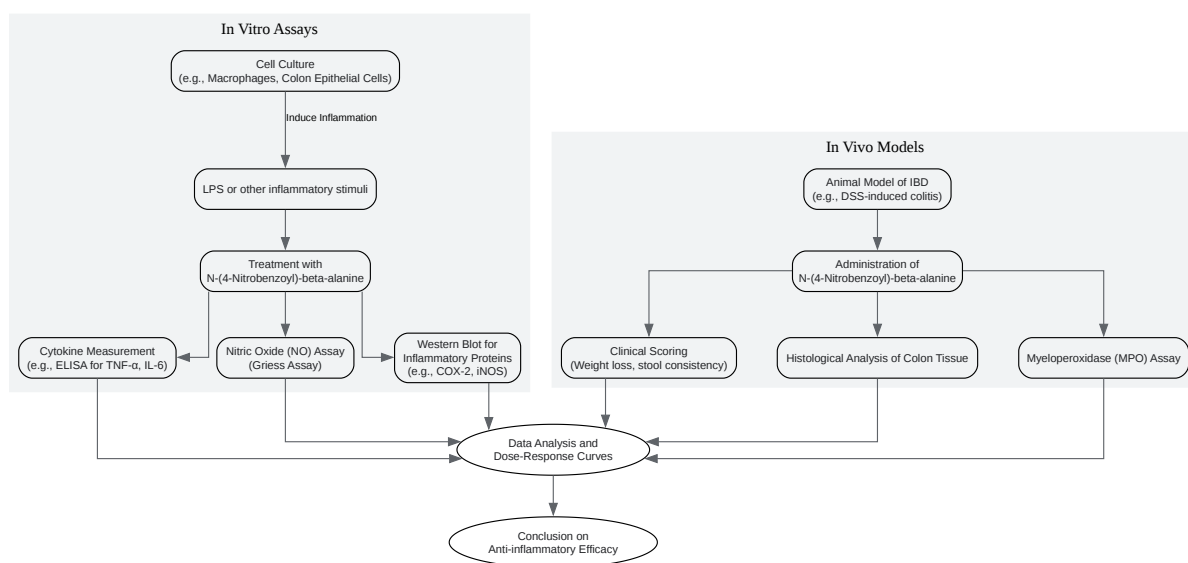 In Vitro Assays
Cell Culture
(e.g., Macrophages, Colon Epithelial Cells)
Induce Inflammation
LPS or other inflammatory stimuli
Treatment with
N-(4-Nitrobenzoyl)-beta-alanine
Cytokine Measurement
(e.g., ELISA for TNF-α, IL-6)
Nitric Oxide (NO) Assay
(Griess Assay)
Western Blot for
Inflammatory Proteins
(e.g., COX-2, iNOS)
In Vivo Models
Animal Model of IBD
(e.g., DSS-induced colitis)
Administration of
N-(4-Nitrobenzoyl)-beta-alanine
Clinical Scoring
(Weight loss, stool consistency)
Histological Analysis of Colon Tissue
Myeloperoxidase (MPO) Assay
Data Analysis and
Dose-Response Curves
Conclusion on
Anti-inflammatory Efficacy